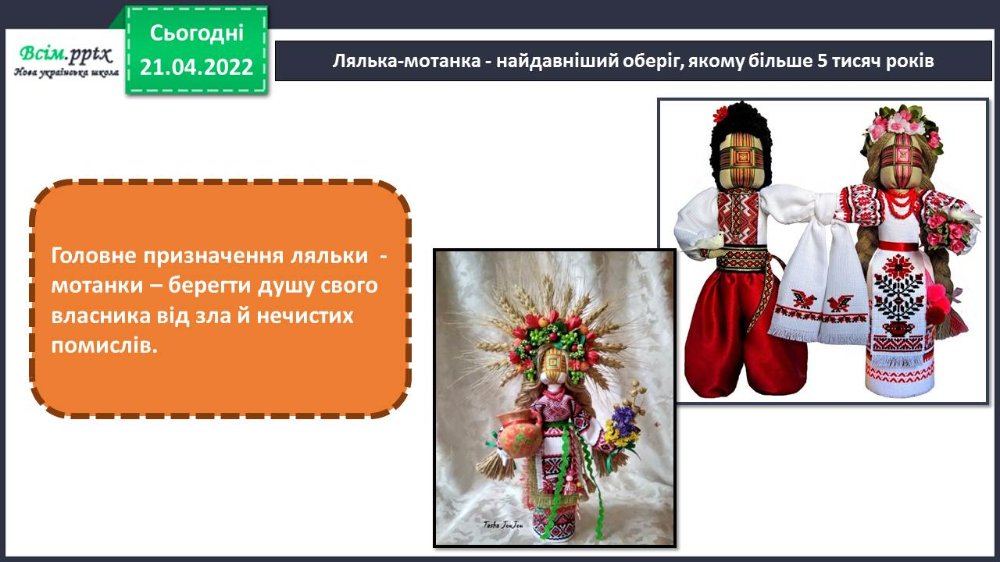 Всім.pptx
Нова українська школа
Сьогодні
21.04.2022
Лялька-мотанка - найдавніший оберіг, якому більше 5 тисяч років
Головне призначення ляльки -
мотанки – берегти душу свого
власника від зла й нечистих
помислів.
Tasha JouJou